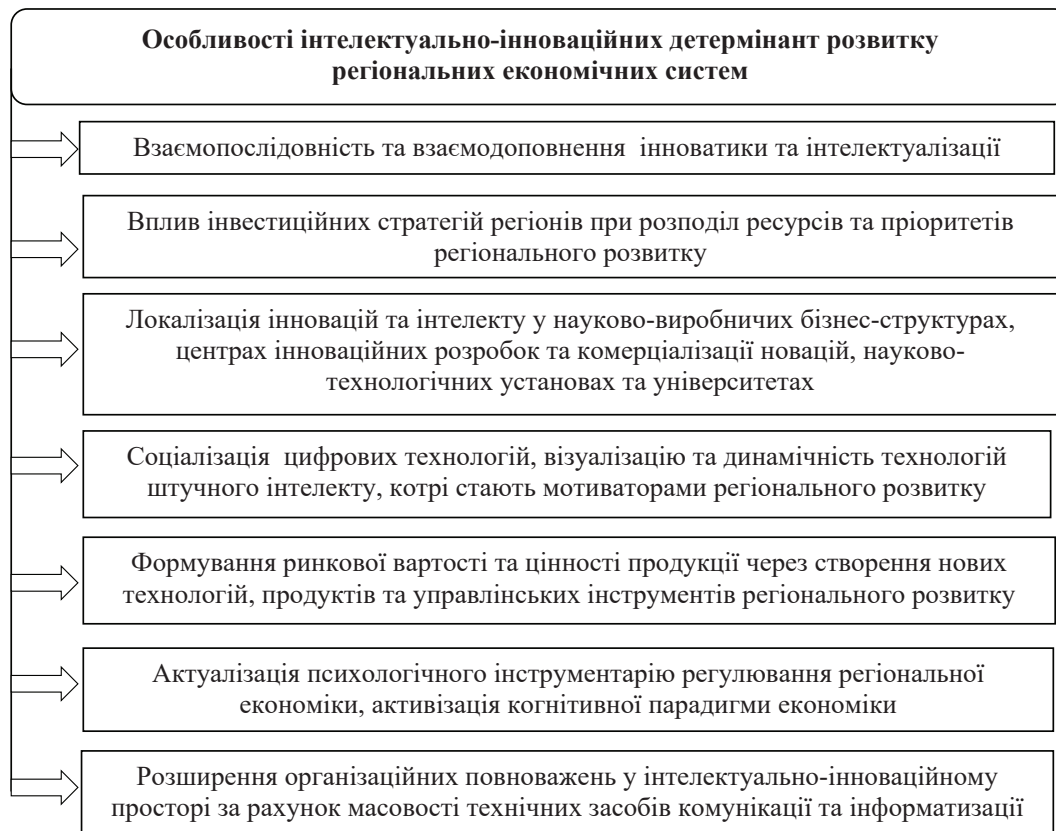 Особливості інтелектуально-інноваційних детермінант розвитку
регіональних економічних систем
Взаємопослідовність та взаємодоповнення інноватики та інтелектуалізації
Вплив інвестиційних стратегій регіонів при розподіл ресурсів та пріоритетів
регіонального розвитку
Локалізація інновацій та інтелекту у науково-виробничих бізнес-структурах,
центрах інноваційних розробок та комерціалізації новацій, науково-
технологічних установах та університетах
Соціалізація цифрових технологій, візуалізацію та динамічність технологій
штучного інтелекту, котрі стають мотиваторами регіонального розвитку
Формування ринкової вартості та цінності продукції через створення нових
технологій, продуктів та управлінських інструментів регіонального розвитку
Актуалізація психологічного інструментарію регулювання регіональної
економіки, активізація когнітивної парадигми економіки
Розширення організаційних повноважень у інтелектуально-інноваційному
просторі за рахунок масовості технічних засобів комунікації та інформатизації